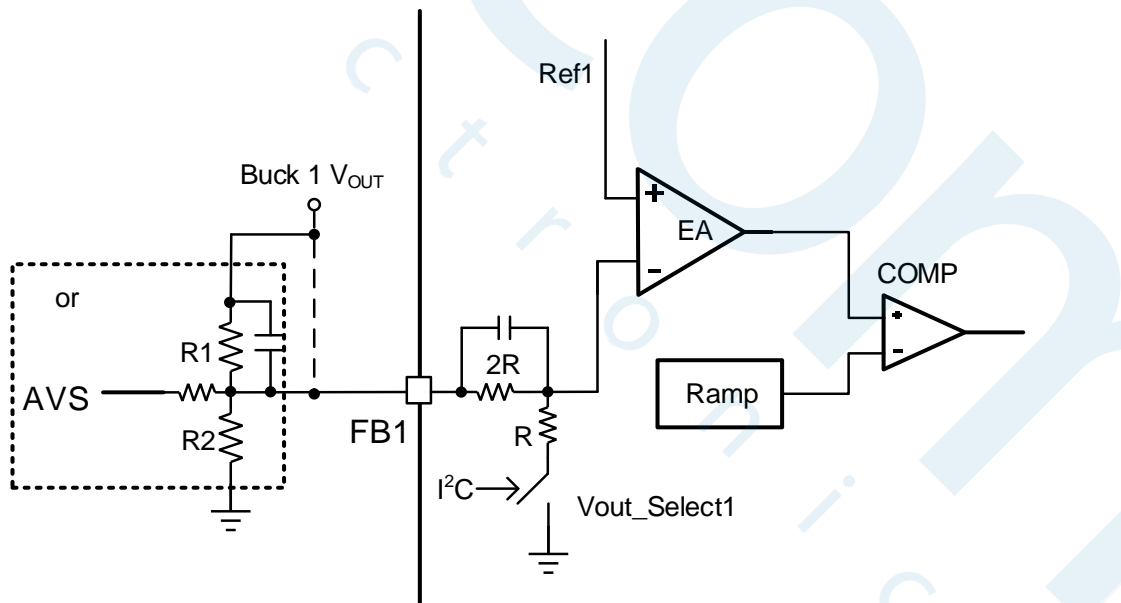 Ref1
Buck 1 VOUT
EA
+
-
COMP
+
-
or
R1
AVS
R2
FB1
2R
R
I²C
Vout_Select1
Ramp
c
t
r
o
n
i
c